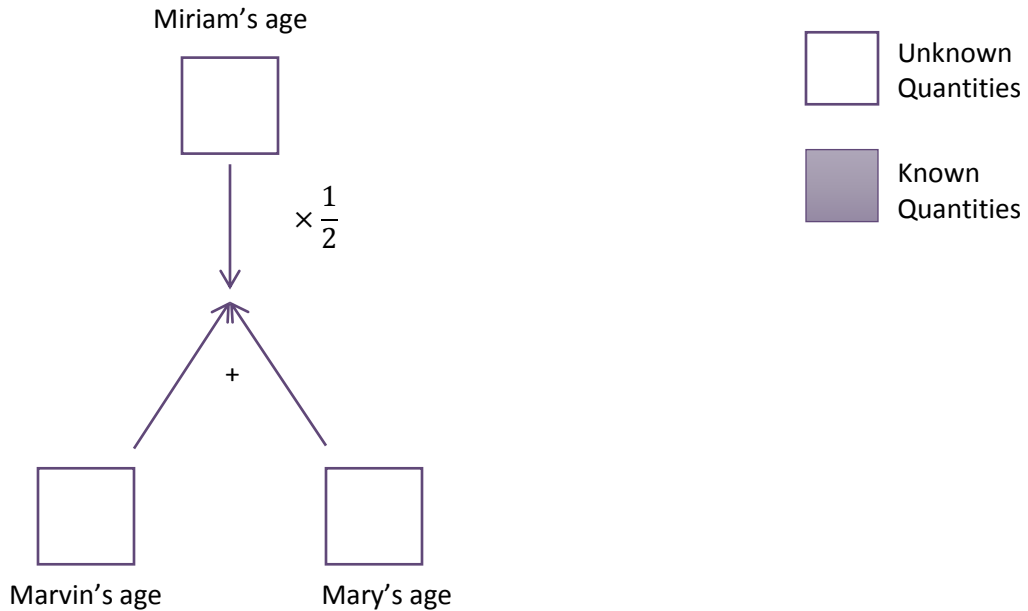 Miriam’s age
Unknown
Quantities
Known
Quantities
× 1/2
+
Marvin’s age
Mary’s age